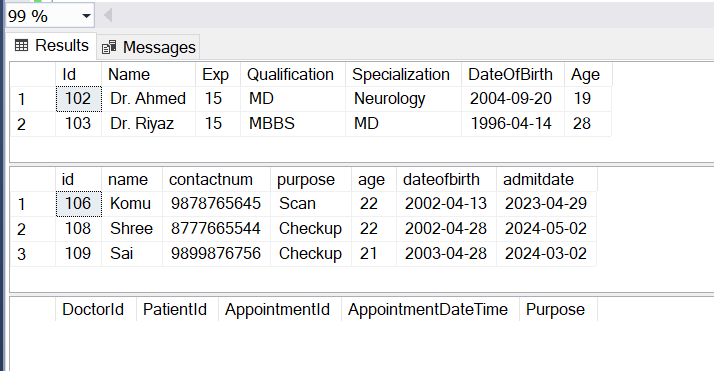 99 %
Results Messages
Id Name Exp Qualification Specialization DateOfBirth Age
1 102 Dr. Ahmed 15 MD Neurology 2004-09-20 19
2 103 Dr. Riyaz 15 MBBS MD 1996-04-14 28
id name contactnum purpose age dateofbirth admitdate
1 106 Komu 9878765645 Scan 22 2002-04-13 2023-04-29
2 108 Shree 8777665544 Checkup 22 2002-04-28 2024-05-02
3 109 Sai 9899876756 Checkup 21 2003-04-28 2024-03-02
DoctorId PatientId AppointmentId AppointmentDateTime Purpose